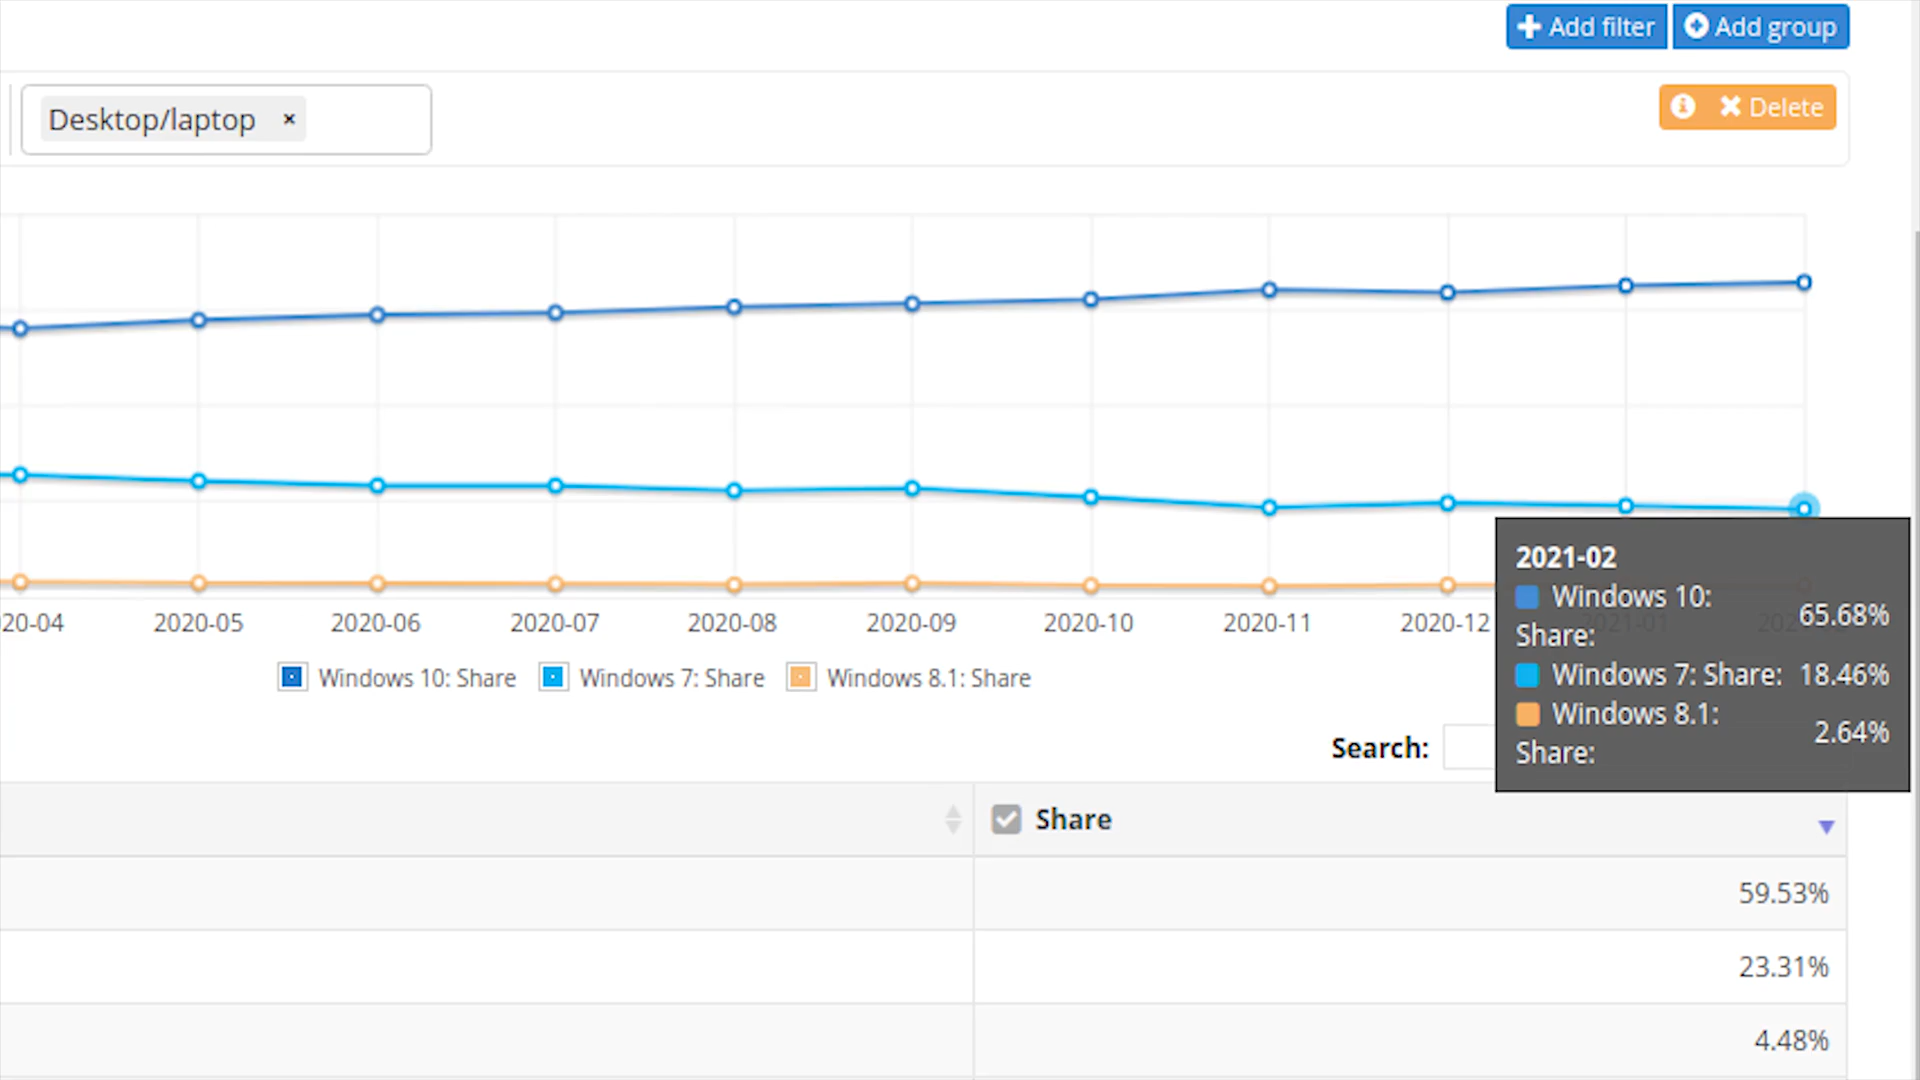 Add filter
Add group
Desktop/laptop ×
Delete
20-04 2020-05 2020-06 2020-07 2020-08 2020-09 2020-10 2020-11 2020-12
2021-02
Windows 10: Share: 65.68%
Windows 7: Share: 18.46%
Windows 8.1: Share: 2.64%
Windows 10: Share Windows 7: Share Windows 8.1: Share
Search:
Share
59.53%
23.31%
4.48%